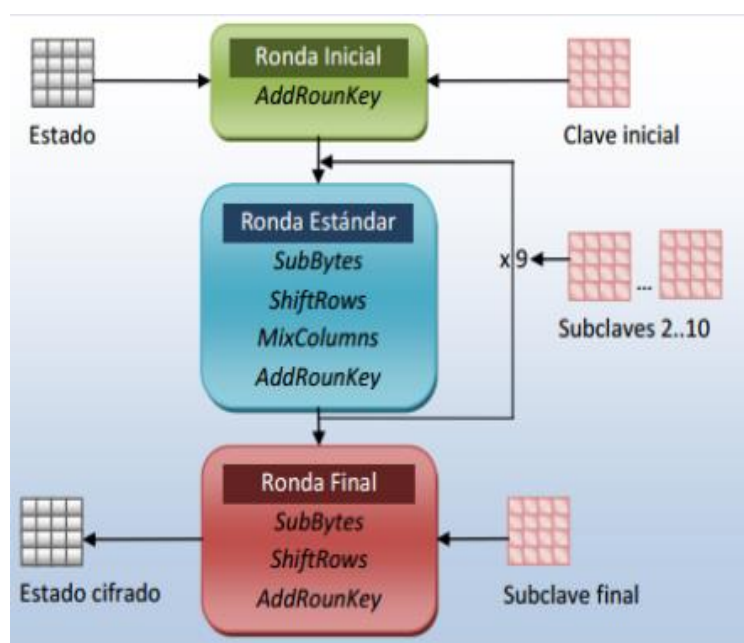 Ronda Inicial
AddRounKey
Estado
Clave inicial
Ronda Estándar
SubBytes
ShiftRows
MixColumns
AddRounKey
x 9
...
Subclaves 2..10
Ronda Final
SubBytes
ShiftRows
AddRounKey
Estado cifrado
Subclave final